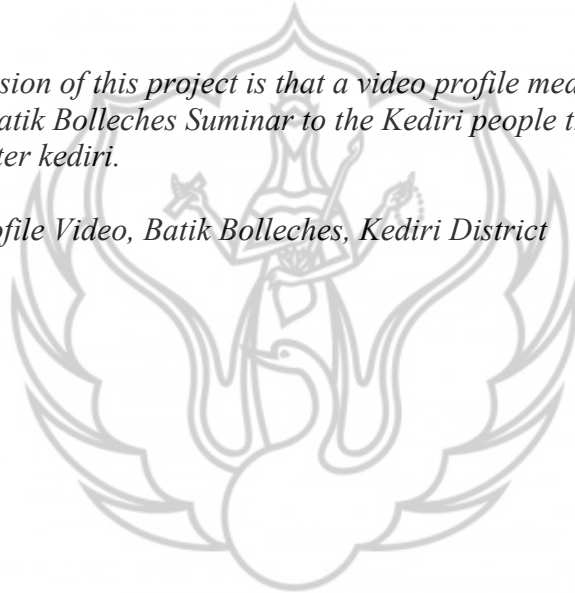 sion of this project is that a video profile med
atik Bolleches Suminar to the Kediri people t
ter kediri.
ofile Video, Batik Bolleches, Kediri District